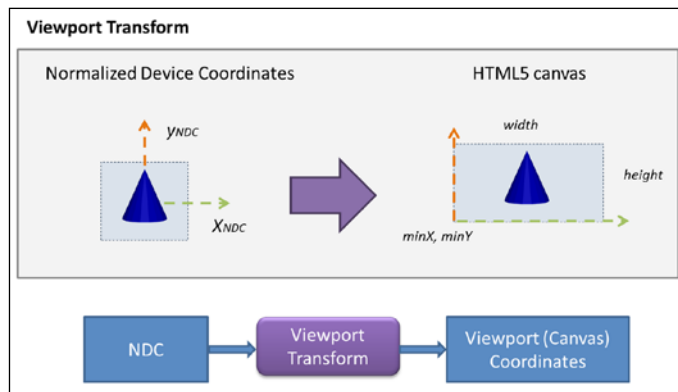 Viewport Transform
Normalized Device Coordinates
HTML5 canvas
yNDC
XNDC
width
height
minX, minY
NDC
Viewport
Transform
Viewport (Canvas)
Coordinates